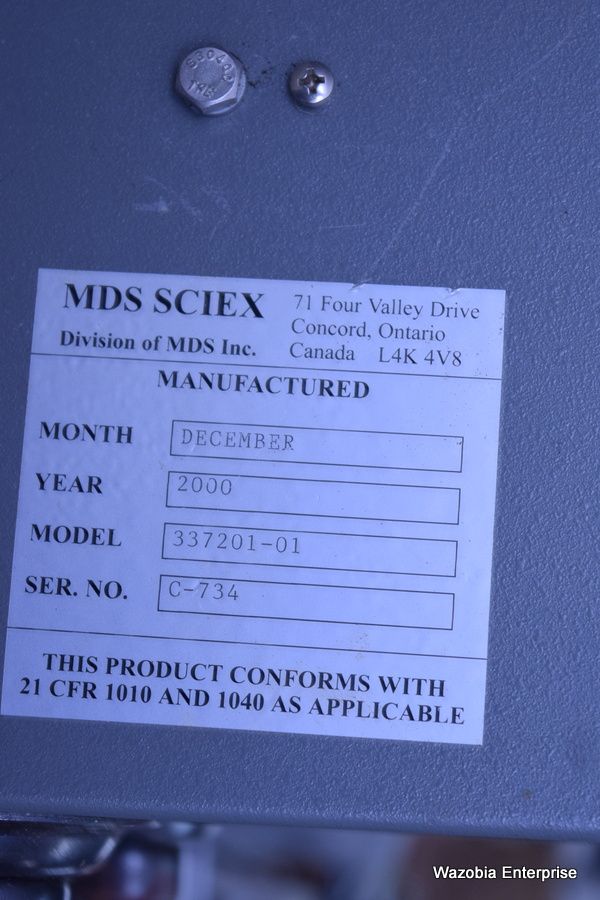 S304C
THE
MDS SCIEX
Division of MDS Inc.
71 Four Valley Drive
Concord, Ontario
Canada L4K 4V8
MANUFACTURED
MONTH DECEMBER
YEAR 2000
MODEL 337201-01
SER. NO. C-734
THIS PRODUCT CONFORMS WITH
21 CFR 1010 AND 1040 AS APPLICABLE
Wazobia Enterprise